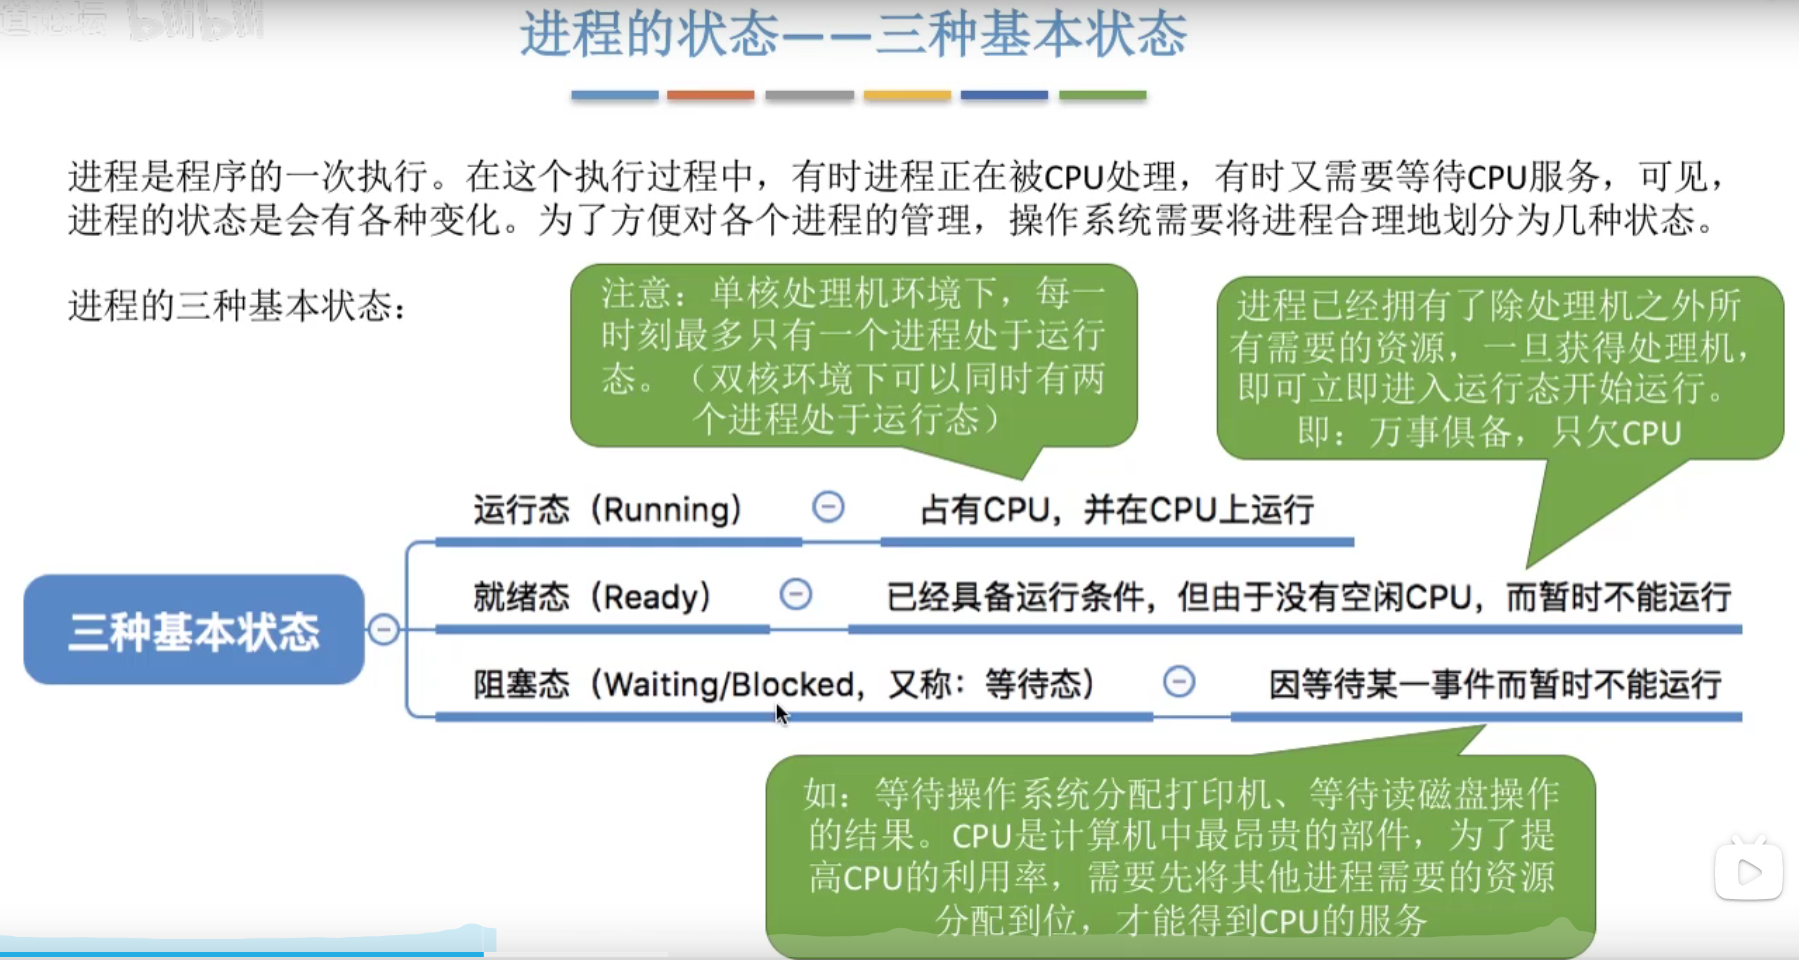 道论坛 bilibili
进程的状态——三种基本状态
进程是程序的一次执行。在这个执行过程中，有时进程正在被CPU处理，有时又需要等待CPU服务，可见，
进程的状态是会有各种变化。为了方便对各个进程的管理，操作系统需要将进程合理地划分为几种状态。
进程的三种基本状态：
注意：单核处理机环境下，每一
时刻最多只有一个进程处于运行
态。（双核环境下可以同时有两
个进程处于运行态）
进程已经拥有了除处理机之外所
有需要的资源，一旦获得处理机，
即可立即进入运行态开始运行。
即：万事俱备，只欠CPU
运行态（Running）
占有CPU，并在CPU上运行
三种基本状态
就绪态（Ready）
已经具备运行条件，但由于没有空闲CPU，而暂时不能运行
阻塞态（Waiting/Blocked，又称：等待态）
因等待某一事件而暂时不能运行
如：等待操作系统分配打印机、等待读磁盘操作
的结果。CPU是计算机中最昂贵的部件，为了提
高CPU的利用率，需要先将其他进程需要的资源
分配到位，才能得到CPU的服务